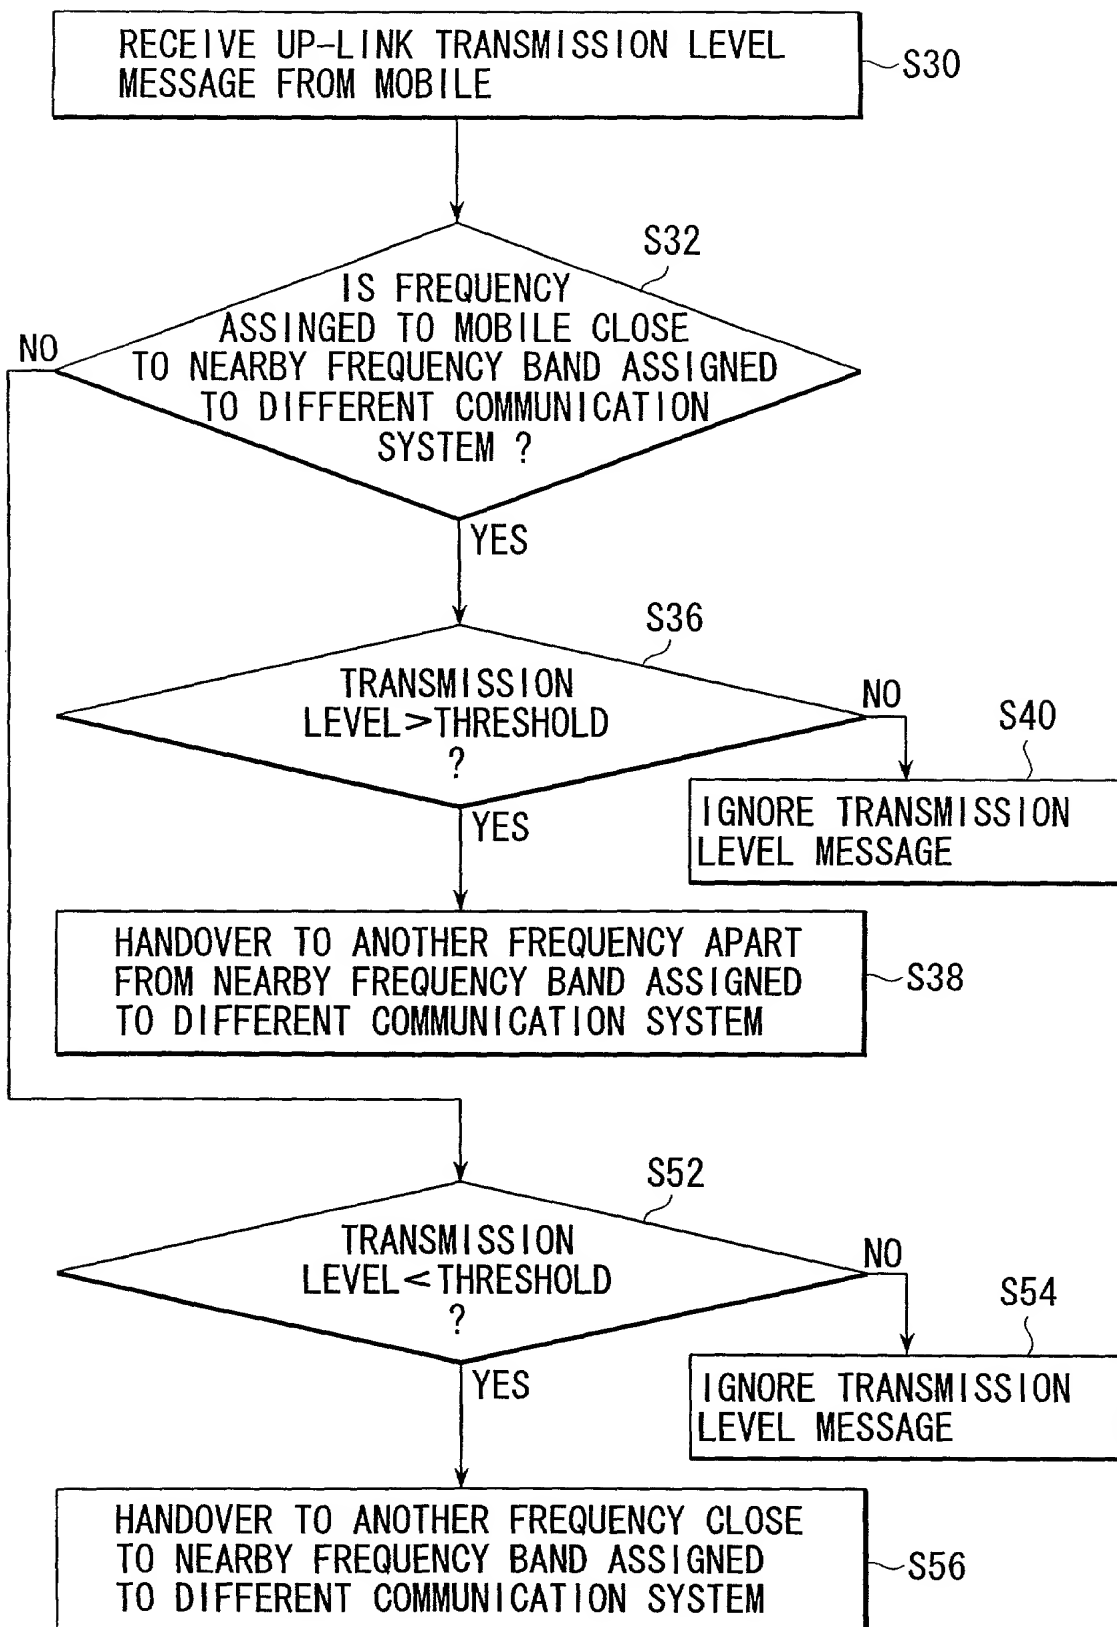 RECEIVE UP-LINK TRANSMISSION LEVEL
MESSAGE FROM MOBILE
S30
S32
IS FREQUENCY
ASSINGED TO MOBILE CLOSE
TO NEARBY FREQUENCY BAND ASSIGNED
TO DIFFERENT COMMUNICATION
SYSTEM ?
NO
YES
S36
TRANSMISSION
LEVEL>THRESHOLD
?
NO
YES
S40
IGNORE TRANSMISSION
LEVEL MESSAGE
HANDOVER TO ANOTHER FREQUENCY APART
FROM NEARBY FREQUENCY BAND ASSIGNED
TO DIFFERENT COMMUNICATION SYSTEM
S38
S52
TRANSMISSION
LEVEL<THRESHOLD
?
NO
YES
S54
IGNORE TRANSMISSION
LEVEL MESSAGE
HANDOVER TO ANOTHER FREQUENCY CLOSE
TO NEARBY FREQUENCY BAND ASSIGNED
TO DIFFERENT COMMUNICATION SYSTEM
S56